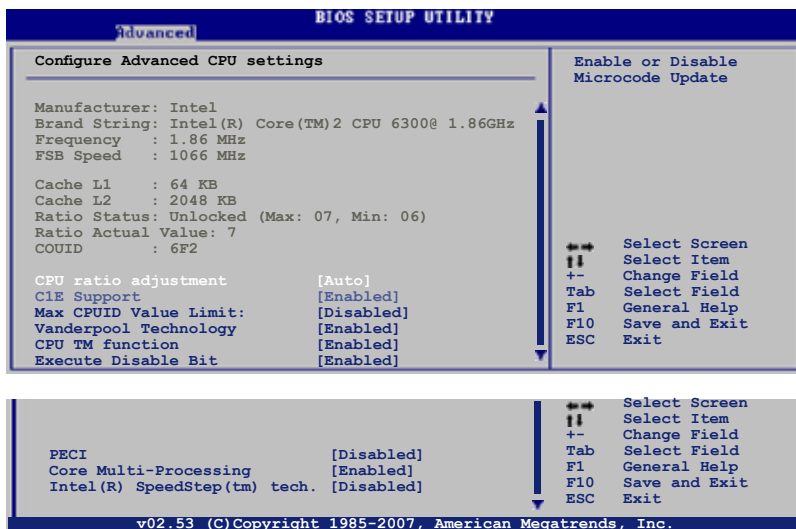 BIOS SETUP UTILITY
Advanced
Configure Advanced CPU settings
Manufacturer: Intel
Brand String: Intel(R) Core(TM)2 CPU 6300@ 1.86GHz
Frequency : 1.86 MHz
FSB Speed : 1066 MHz
Cache L1 : 64 KB
Cache L2 : 2048 KB
Ratio Status: Unlocked (Max: 07, Min: 06)
Ratio Actual Value: 7
COUID : 6F2
CPU ratio adjustment [Auto]
C1E Support [Enabled]
Max CPUID Value Limit: [Disabled]
Vanderpool Technology [Enabled]
CPU TM function [Enabled]
Execute Disable Bit [Enabled]
Enable or Disable
Microcode Update
Select Screen
Select Item
+- Change Field
Tab Select Field
F1 General Help
F10 Save and Exit
ESC Exit
PECI [Disabled]
Core Multi-Processing [Enabled]
Intel(R) SpeedStep(tm) tech. [Disabled]
Select Screen
Select Item
+- Change Field
Tab Select Field
F1 General Help
F10 Save and Exit
ESC Exit
v02.53 (C)Copyright 1985-2007, American Megatrends, Inc.